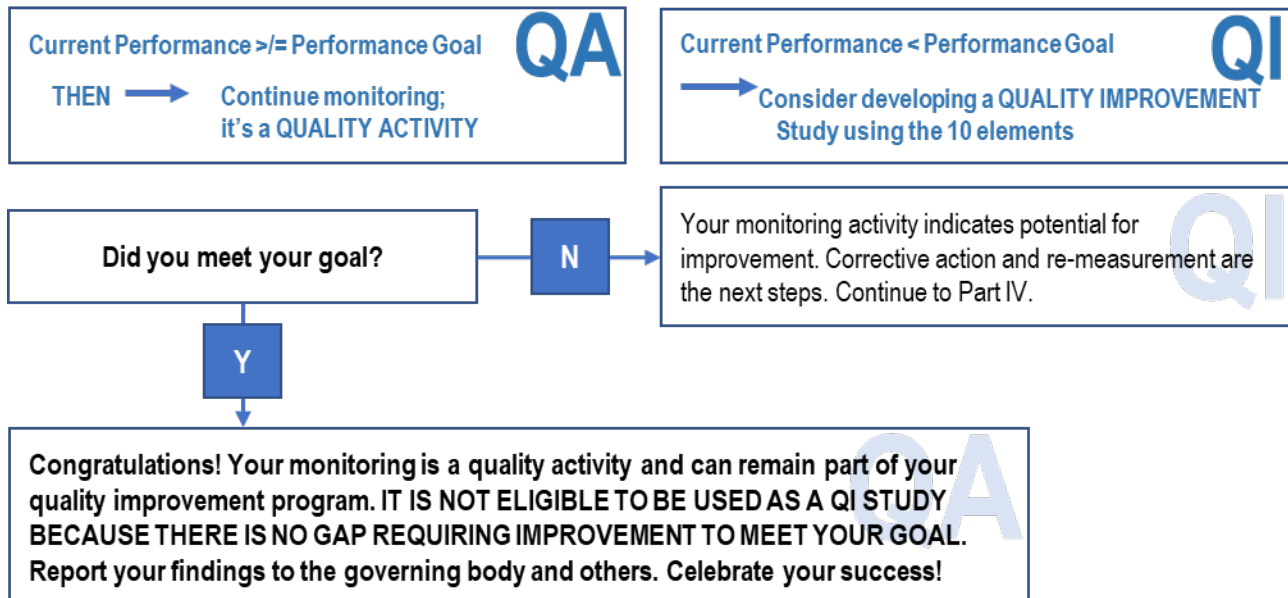 Current Performance >/= Performance Goal
QA
THEN
Continue monitoring;
it's a QUALITY ACTIVITY
Current Performance < Performance Goal
QI
Consider developing a QUALITY IMPROVEMENT
Study using the 10 elements
Did you meet your goal?
N
Your monitoring activity indicates potential for
improvement. Corrective action and re-measurement are
the next steps. Continue to Part IV.
QI
Y
Congratulations! Your monitoring is a quality activity and can remain part of your
quality improvement program. IT IS NOT ELIGIBLE TO BE USED AS A QI STUDY
BECAUSE THERE IS NO GAP REQUIRING IMPROVEMENT TO MEET YOUR GOAL.
Report your findings to the governing body and others. Celebrate your success!
QA